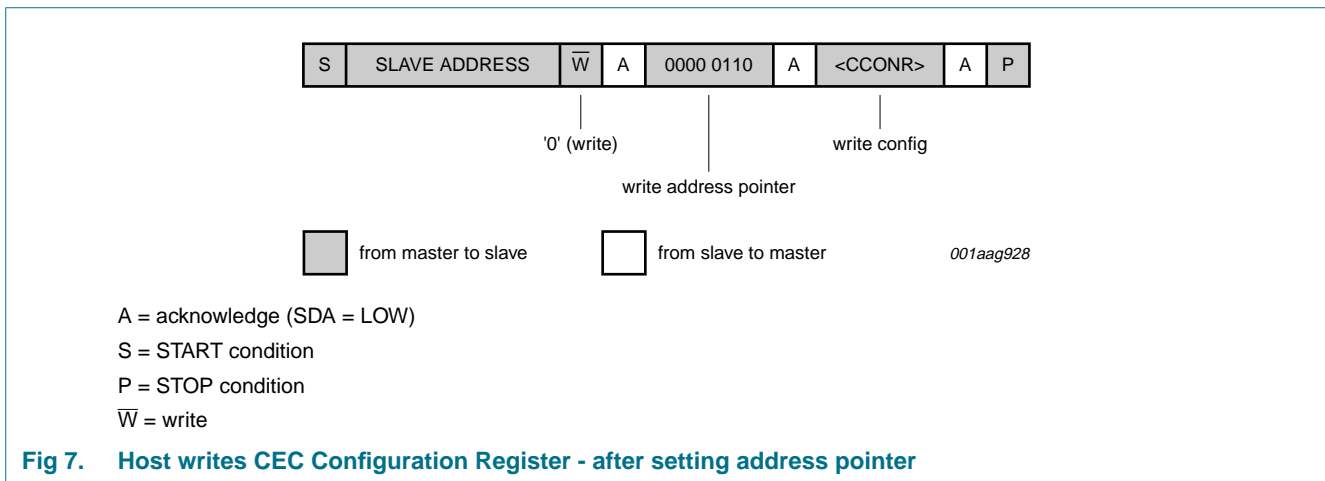 S SLAVE ADDRESS W̅ A 0000 0110 A <CCONR> A P
'0' (write) write config
write address pointer
from master to slave from slave to master 001aag928
A = acknowledge (SDA = LOW)
S = START condition
P = STOP condition
W̅ = write
Fig 7. Host writes CEC Configuration Register - after setting address pointer